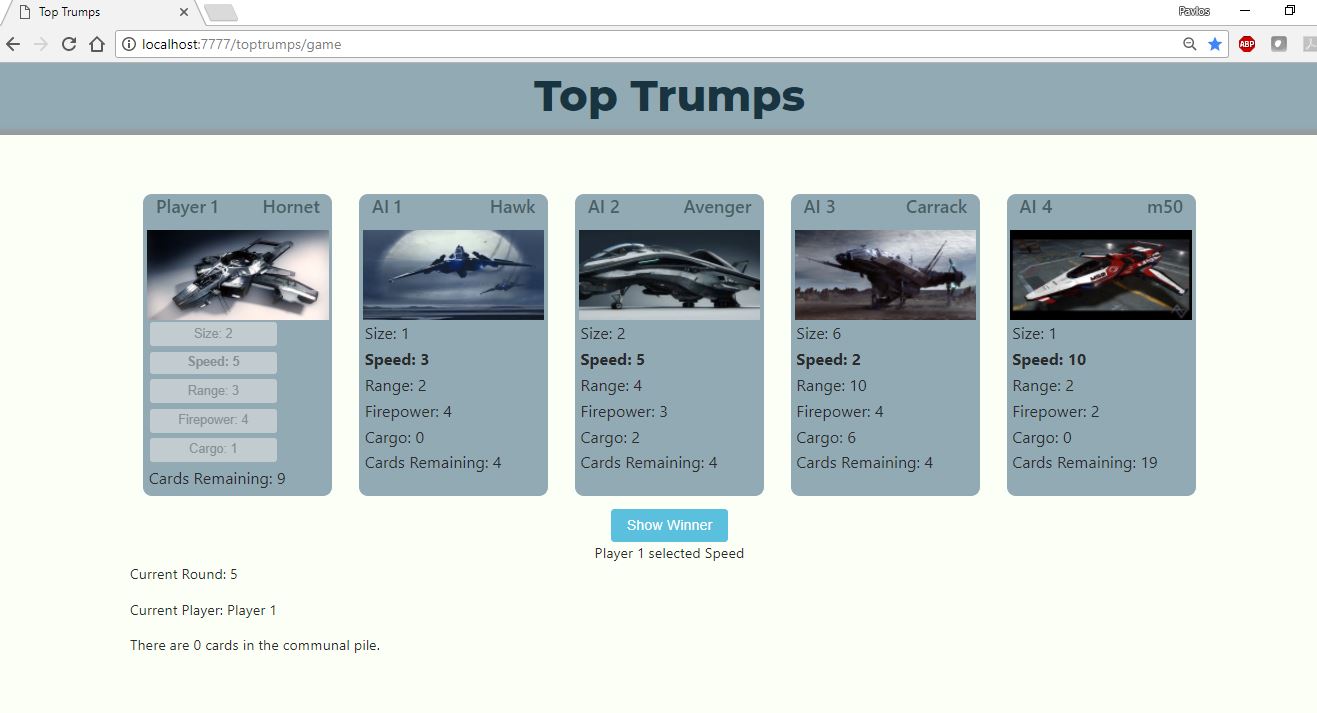 Top Trumps
Pavlos
localhost:7777/toptrumps/game
ABP
Top Trumps
Player 1 Hornet
Size: 2
Speed: 5
Range: 3
Firepower: 4
Cargo: 1
Cards Remaining: 9
AI 1 Hawk
Size: 1
Speed: 3
Range: 2
Firepower: 4
Cargo: 0
Cards Remaining: 4
AI 2 Avenger
Size: 2
Speed: 5
Range: 4
Firepower: 3
Cargo: 2
Cards Remaining: 4
AI 3 Carrack
Size: 6
Speed: 2
Range: 10
Firepower: 4
Cargo: 6
Cards Remaining: 4
AI 4 m50
Size: 1
Speed: 10
Range: 2
Firepower: 2
Cargo: 0
Cards Remaining: 19
Show Winner
Player 1 selected Speed
Current Round: 5
Current Player: Player 1
There are 0 cards in the communal pile.